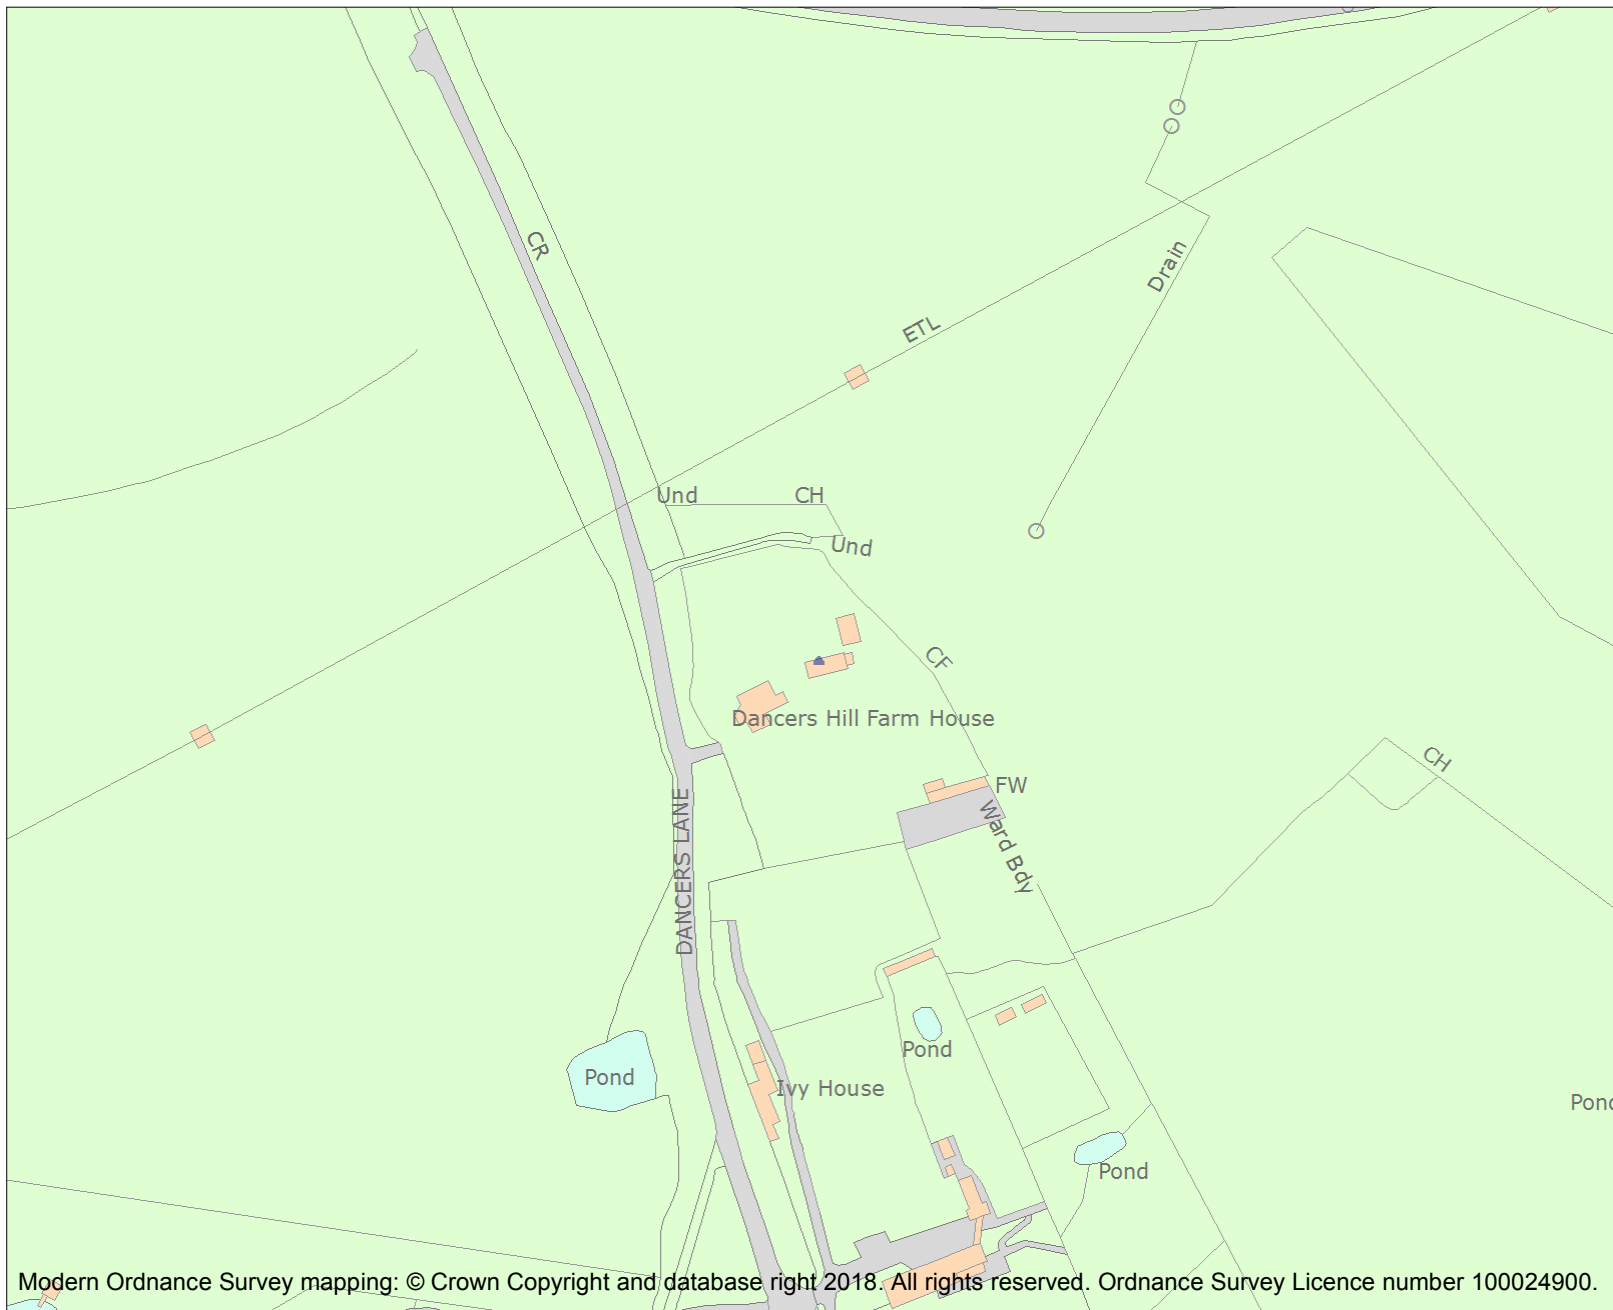 CR
Drain
ETL
Und
CH
Und
CF
Dancers Hill Farm House
CH
FW
DANCERS LANE
Ward Bdy
Pond
Pond
Ivy House
Pond
Pond
Modern Ordnance Survey mapping: © Crown Copyright and database right 2018. All rights reserved. Ordnance Survey Licence number 100024900.